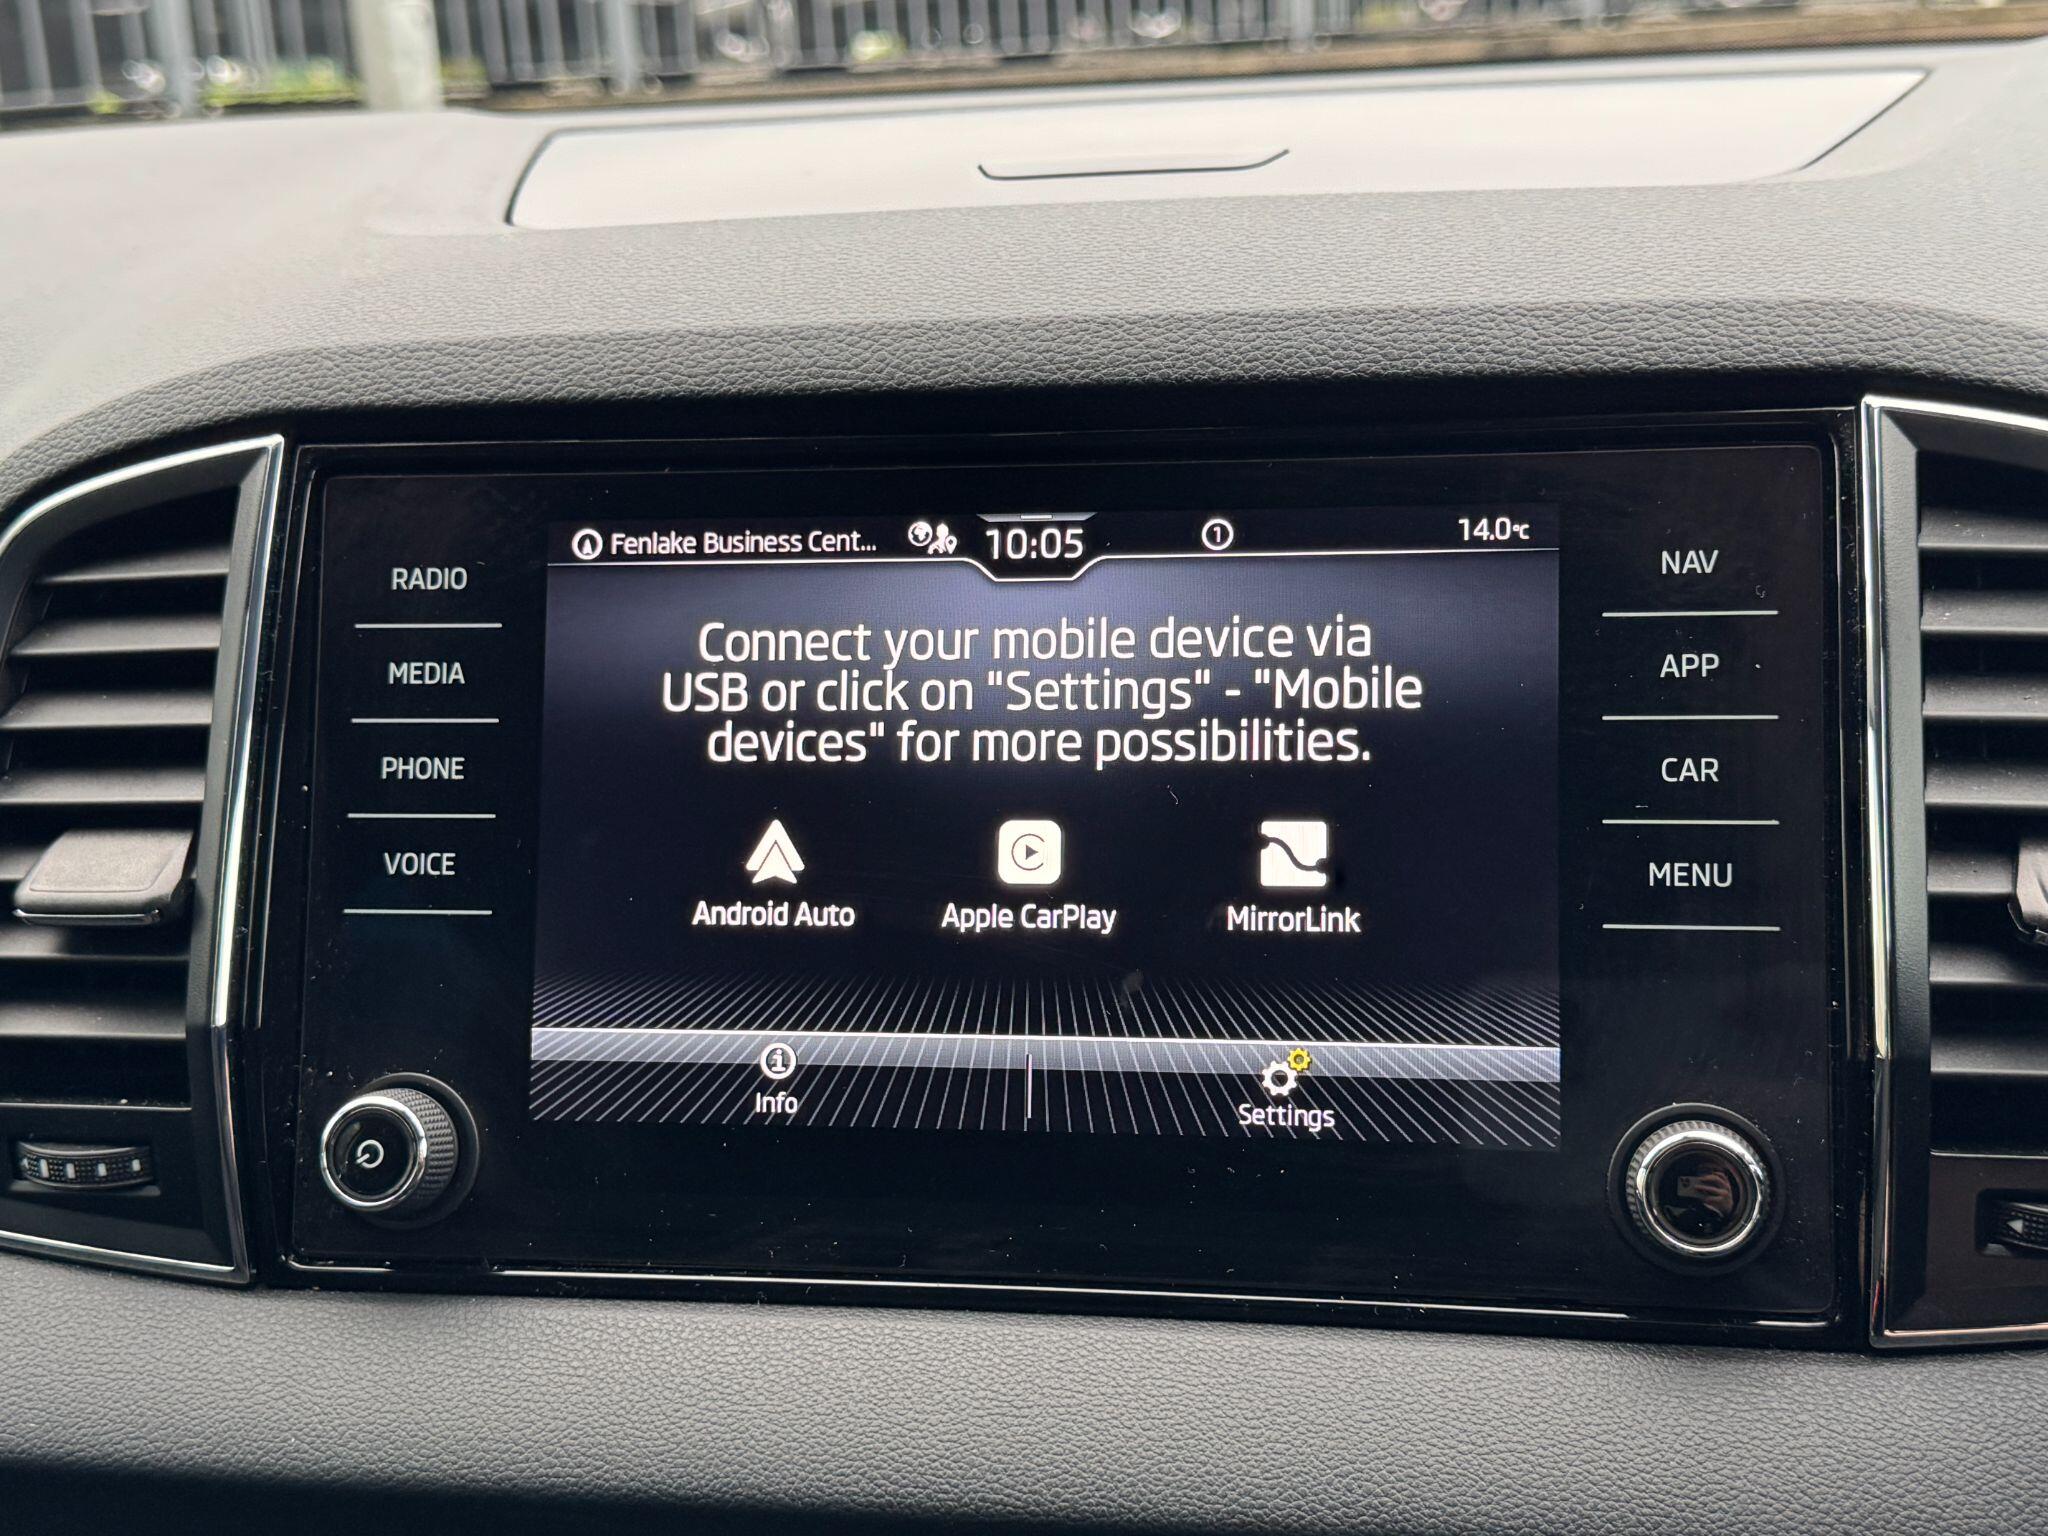 Fenlake Business Cent... 10:05 1 14.0°C
RADIO
MEDIA
PHONE
VOICE
Connect your mobile device via
USB or click on "Settings" - "Mobile
devices" for more possibilities.
Android Auto
Apple CarPlay
MirrorLink
Info
Settings
NAV
APP
CAR
MENU